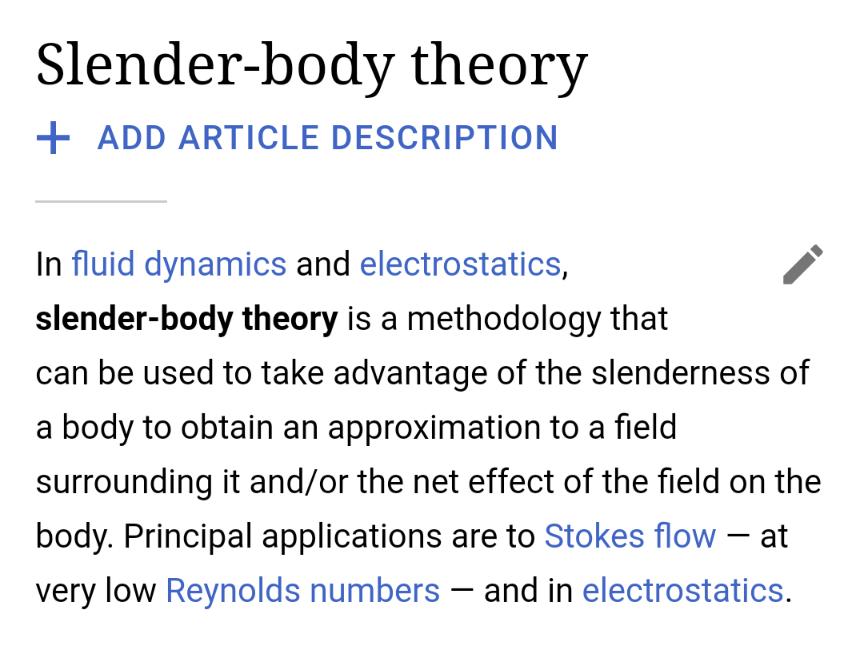 Slender-body theory
+ ADD ARTICLE DESCRIPTION
In fluid dynamics and electrostatics,
slender-body theory is a methodology that
can be used to take advantage of the slenderness of
a body to obtain an approximation to a field
surrounding it and/or the net effect of the field on the
body. Principal applications are to Stokes flow — at
very low Reynolds numbers — and in electrostatics.